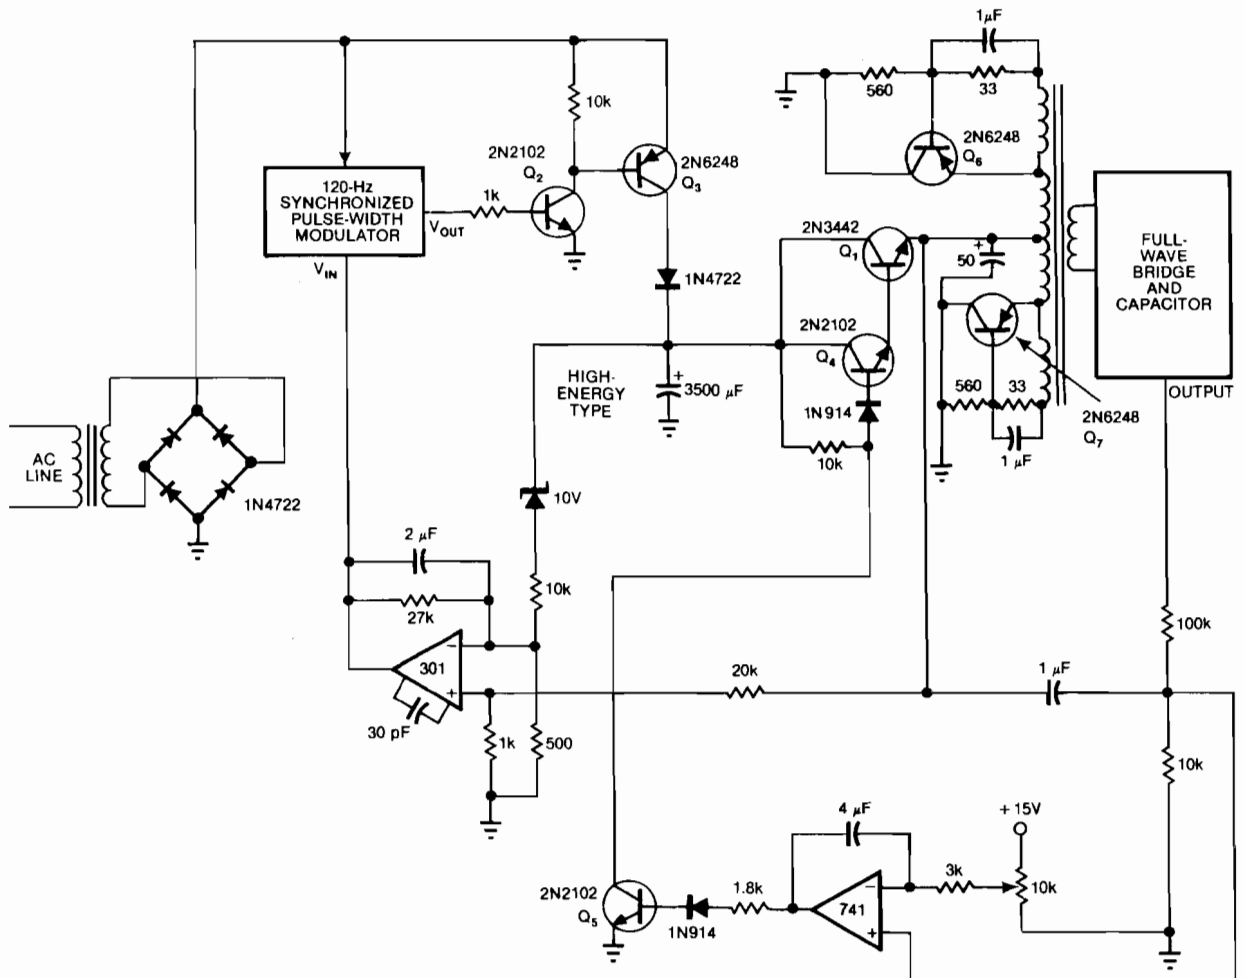 1 µF
560
33
10k
2N6248
Q6
2N2102
Q2
2N6248
Q3
120-Hz
SYNCHRONIZED
PULSE-WIDTH
MODULATOR
1k
VOUT
VIN
2N3442
Q1
+
50
FULL-
WAVE
BRIDGE
AND
CAPACITOR
1N4722
2N2102
Q4
HIGH-
ENERGY
TYPE
+
3500 µF
1N914
560
33
OUTPUT
2N6248
Q7
10k
1 µF
AC
LINE
1N4722
10V
2 µF
10k
27k
100k
−
301
+
20k
1 µF
30 pF
1k
500
10k
4 µF
+15V
2N2102
Q5
1.8k
−
3k
10k
741
1N914
+